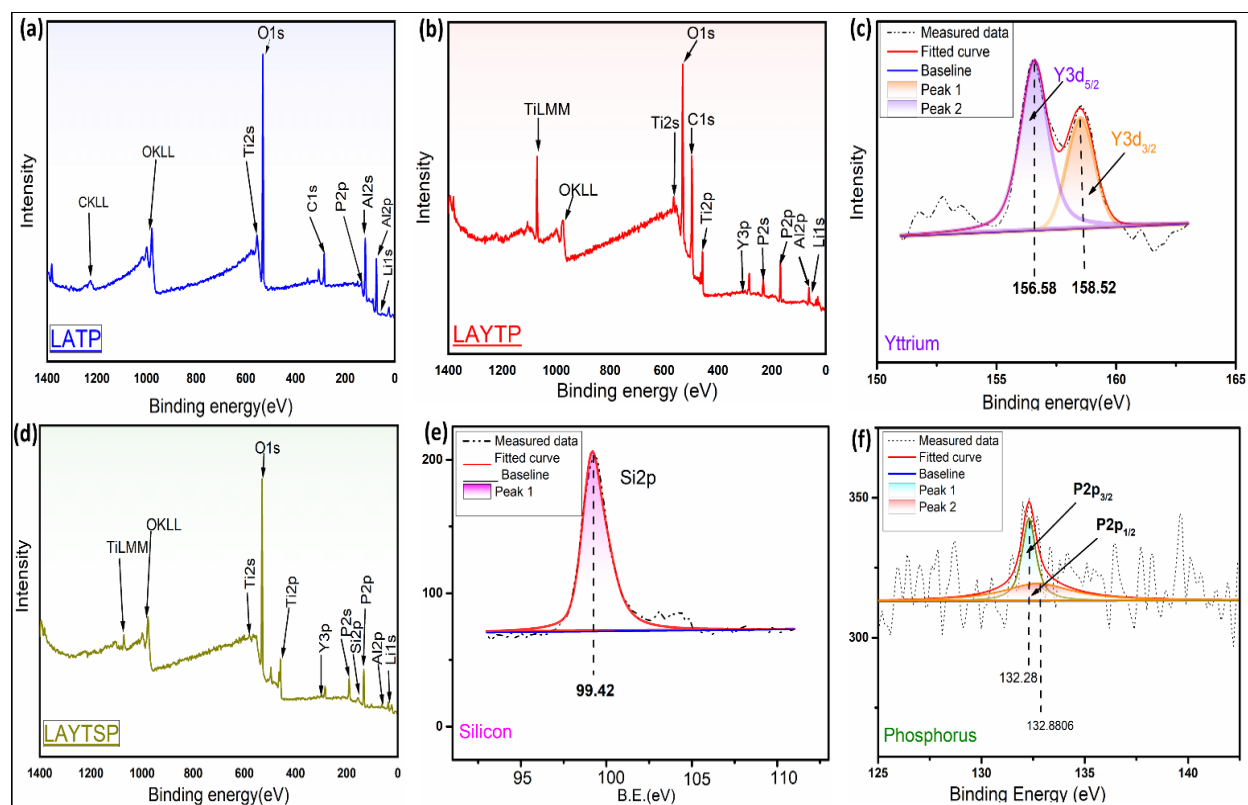 (a)
O1s
OKLL
CKLL
Ti2s
C1s
P2p
Al2s
Al2p
Li1s
Intensity
LATP
1400 1200 1000 800 600 400 200 0
Binding energy(eV)
(b)
O1s
TiLMM
OKLL
Ti2s
C1s
Ti2p
Y3p
P2s
P2p
Al2p
Li1s
Intensity
LAYTP
1400 1200 1000 800 600 400 200 0
Binding energy(eV)
(c)
Measured data
Fitted curve
Baseline
Peak 1
Peak 2
Y3d5/2
Y3d3/2
156.58
158.52
Intensity
Yttrium
150 155 160 165
Binding energy(eV)
(d)
O1s
TiLMM
OKLL
Ti2s
Ti2p
Y3p
P2s
Si2p
P2p
Al2p
Li1s
Intensity
LAYTSP
1400 1200 1000 800 600 400 200 0
Binding energy(eV)
(e)
Measured data
Fitted curve
Baseline
Peak 1
Si2p
200
100
0
99.42
Intensity
Silicon
95 100 105 110
B.E.(eV)
(f)
Measured data
Fitted curve
Baseline
Peak 1
Peak 2
P2p3/2
P2p1/2
350
300
132.28
132.8806
Intensity
Phosphorus
125 130 135 140
Binding Energy (eV)